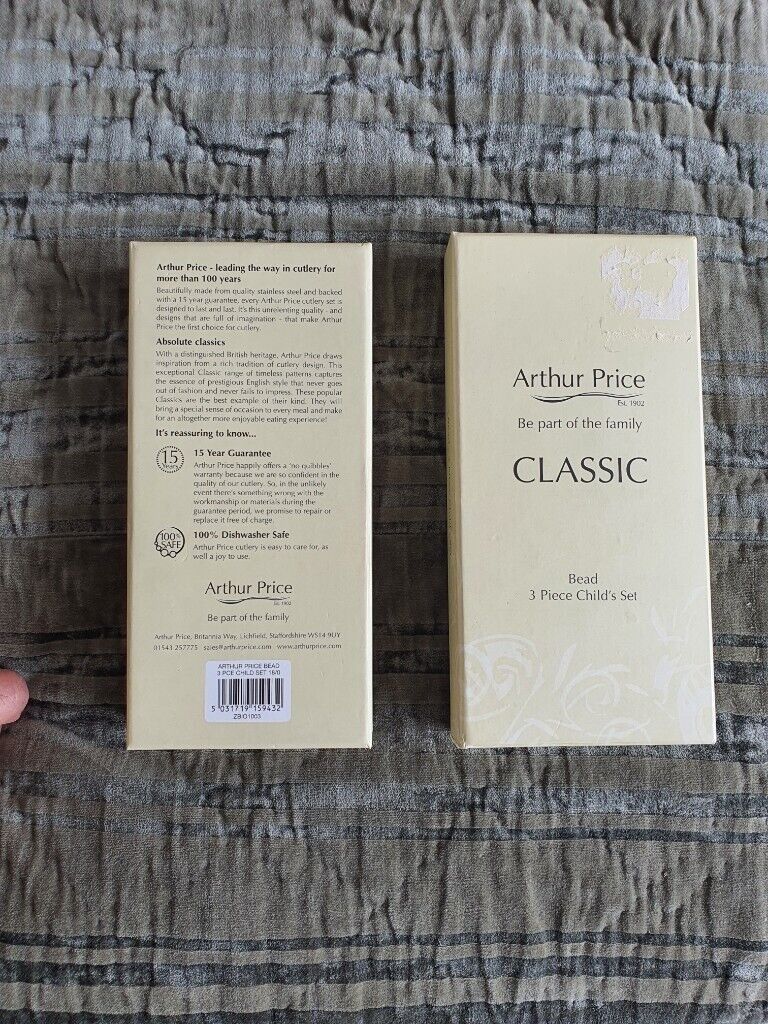 Arthur Price - leading the way in cutlery for
more than 100 years
Beautifully made from quality stainless steel and backed
with a 15 year guarantee, every Arthur Price cutlery set is
designed to last and last. It's this unrelenting quality - and
designs that are full of imagination - that make Arthur
Price the first choice for cutlery.
Absolute classics
With a distinguished British heritage, Arthur Price draws
inspiration from a rich tradition of cutlery design. This
exceptional Classic range of timeless patterns captures
the essence of prestigious English style that never goes
out of fashion and never fails to impress. These popular
Classics are the best example of their kind. They will
bring a special sense of occasion to every meal and make
for an altogether more enjoyable eating experience!
It's reassuring to know...
15
years
15 Year Guarantee
Arthur Price happily offers a 'no quibbles'
warranty because we are so confident in the
quality of our cutlery. So, in the unlikely
event there's something wrong with the
workmanship or materials during the
guarantee period, we promise to repair or
replace it free of charge.
100%
SAFE
100% Dishwasher Safe
Arthur Price cutlery is easy to care for, as
well a joy to use.
Arthur Price
Est. 1902
Be part of the family
Arthur Price, Britannia Way, Lichfield, Staffordshire WS14 9UY
01543 257775 sales@arthurprice.com www.arthurprice.com
ARTHUR PRICE BEAD
3 PCE CHILD SET 18/0
5 031719 159432
ZBIO1003
Arthur Price
Est. 1902
Be part of the family
CLASSIC
Bead
3 Piece Child's Set